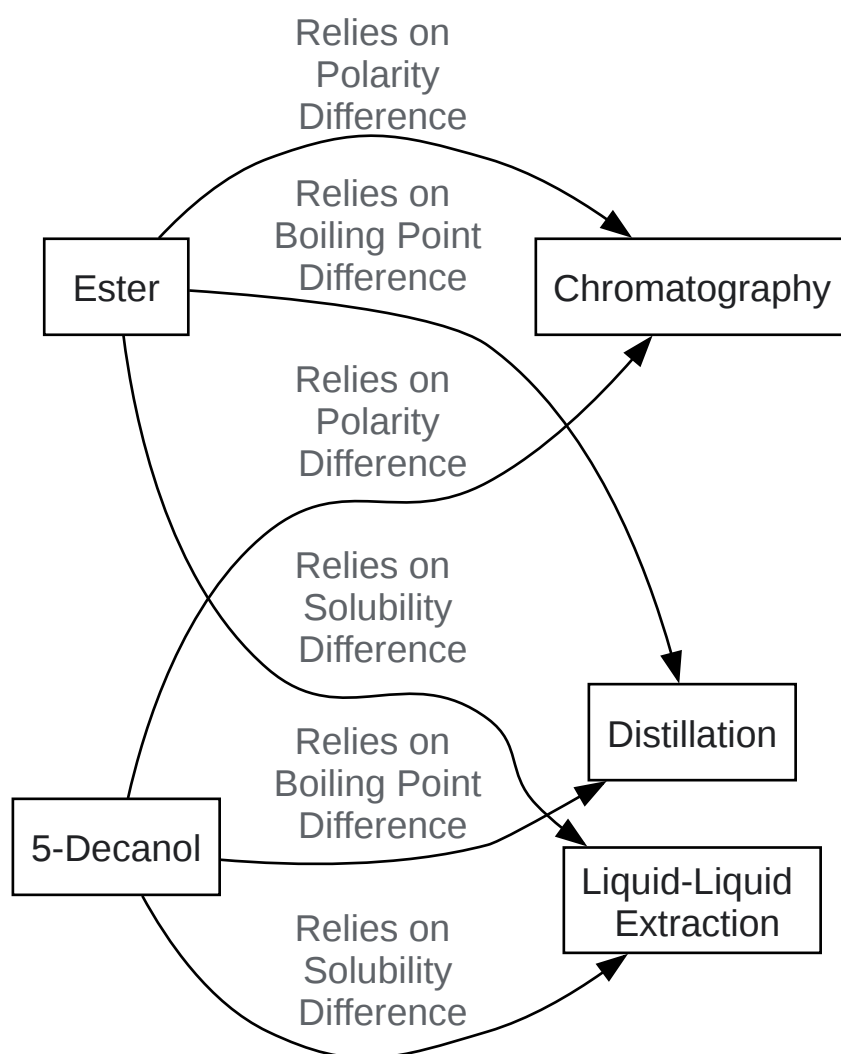 Relies on
Polarity
Difference
Relies on
Boiling Point
Difference
Ester
Chromatography
Relies on
Polarity
Difference
Relies on
Solubility
Difference
Distillation
Relies on
Boiling Point
Difference
5-Decanol
Liquid-Liquid
Extraction
Relies on
Solubility
Difference